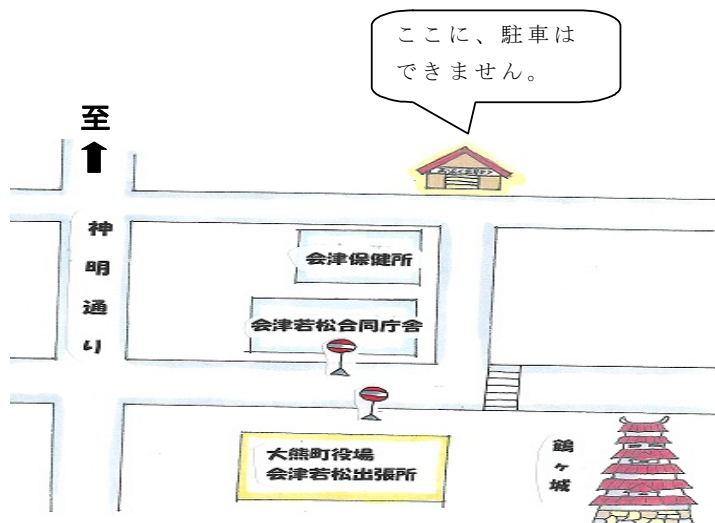 ここに、駐車は
できません。
至
神明通り
会津保健所
会津若松合同庁舎
大熊町役場
会津若松出張所
鶴ヶ城